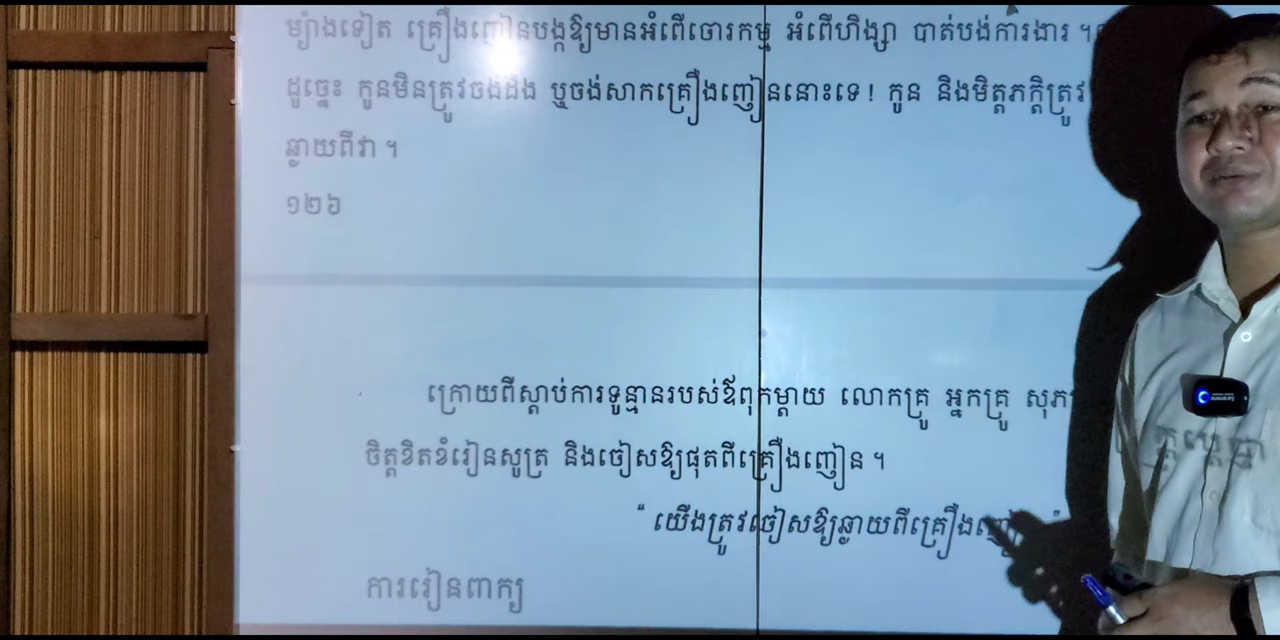 ម្យ៉ាងទៀត គ្រឿងញៀនបង្កឱ្យមានអំពើចោរកម្ម អំពើហិង្សា បាត់បង់ការងារ ។
ដូច្នេះ កូនមិនត្រូវចង់ដឹង ឬចង់សាកគ្រឿងញៀននោះទេ! កូន និងមិត្តភក្តិត្រូវ
ឆ្ងាយពីវា ។
១២៦
ក្រោយពីស្តាប់ការទូន្មានរបស់ឪពុកម្តាយ លោកគ្រូ អ្នកគ្រូ សុភ
ចិត្តខិតខំរៀនសូត្រ និងចៀសឱ្យផុតពីគ្រឿងញៀន ។
" យើងត្រូវចៀសឱ្យឆ្ងាយពីគ្រឿងញៀន "
ការរៀនពាក្យ